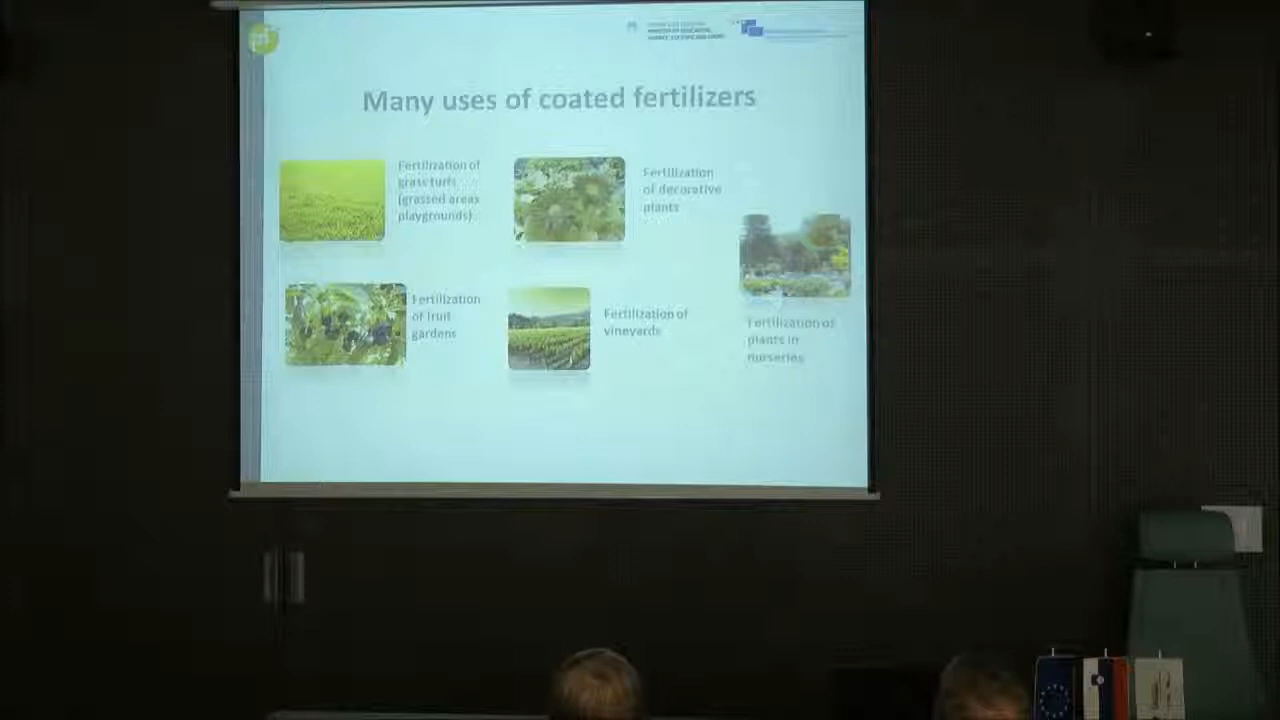 Many uses of coated fertilizers
Fertilization of
grass turfs
(grassed areas
playgrounds)
Fertilization
of decorative
plants
Fertilization
of fruit
gardens
Fertilization of
vineyards
Fertilization of
plants in
nurseries